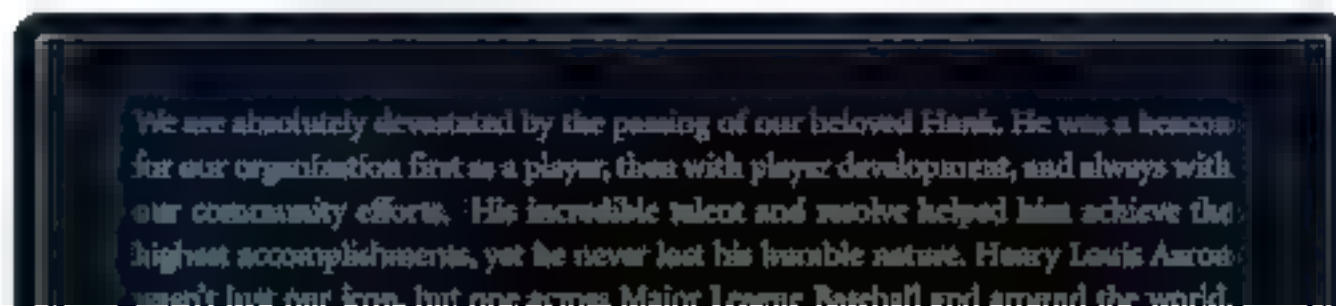 We are absolutely devastated by the passing of our beloved Hank. He was a beacon
for our organization first as a player, then with player development, and always with
our community efforts. His incredible talent and resolve helped him achieve the
highest accomplishments, yet he never lost his humble nature. Henry Louis Aaron
wasn't just our icon, but one across Major League Baseball and around the world.